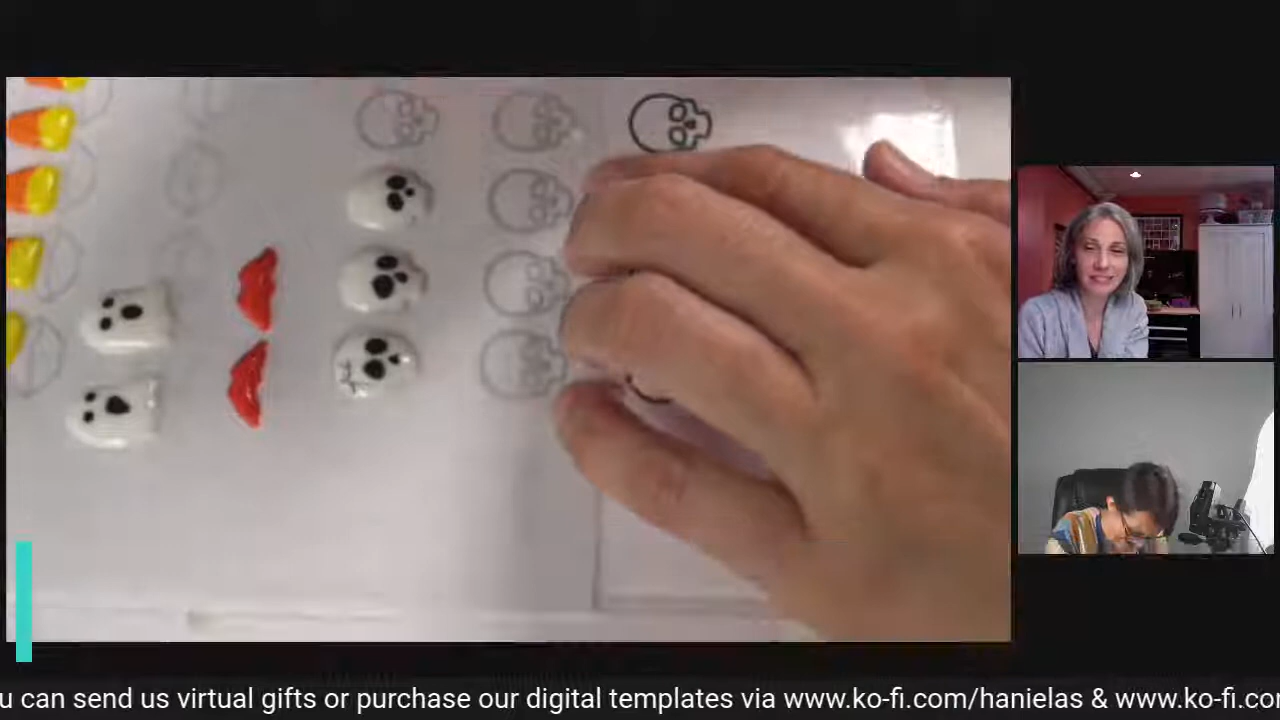 u can send us virtual gifts or purchase our digital templates via www.ko-fi.com/hanielas & www.ko-fi.co